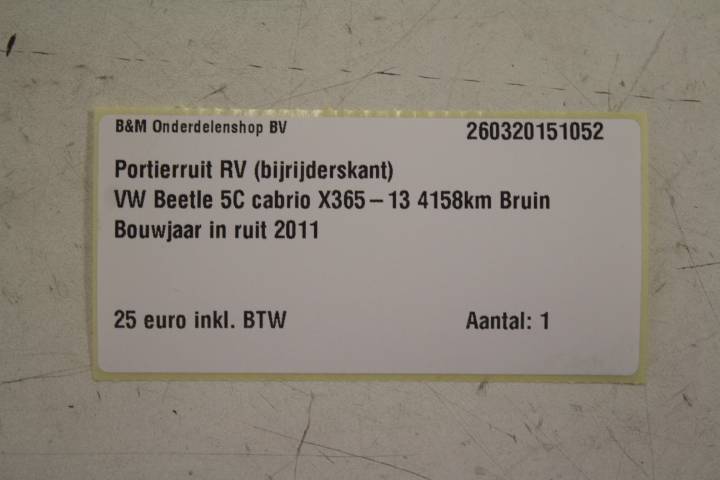 B&M Onderdelenshop BV 260320151052
Portierruit RV (bijrijderskant)
VW Beetle 5C cabrio X365 – 13 4158km Bruin
Bouwjaar in ruit 2011
25 euro inkl. BTW Aantal: 1